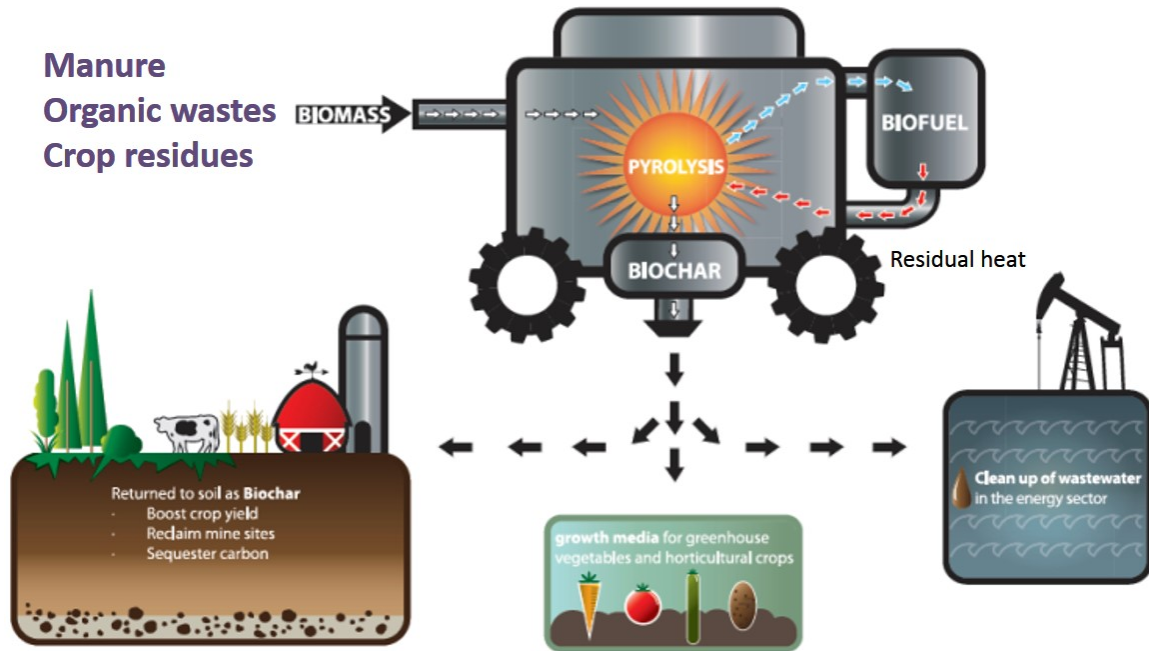 Manure
Organic wastes
Crop residues
BIOMASS
PYROLYSIS
BIOFUEL
BIOCHAR
Residual heat
Returned to soil as Biochar
· Boost crop yield
· Reclaim mine sites
· Sequester carbon
growth media for greenhouse
vegetables and horticultural crops
Clean up of wastewater
in the energy sector